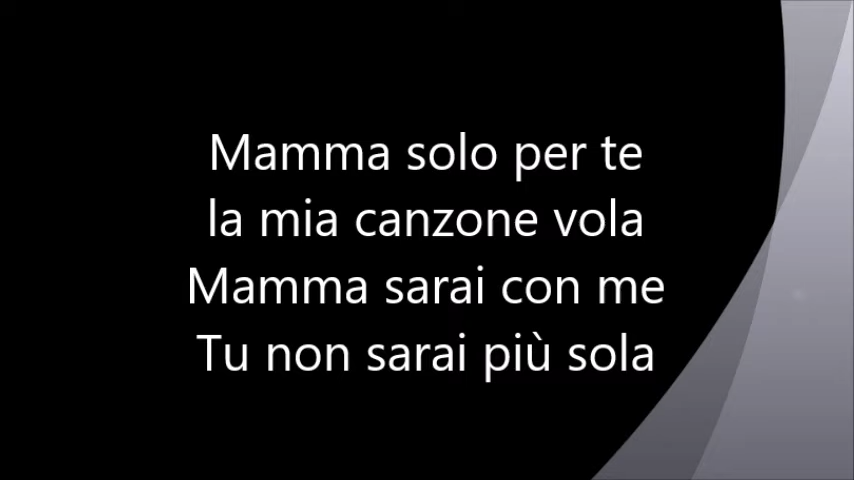 Mamma solo per te
la mia canzone vola
Mamma sarai con me
Tu non sarai più sola